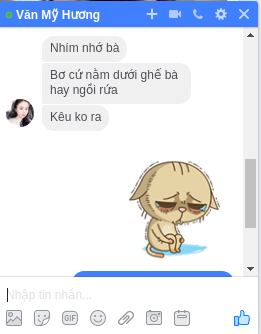 Vân Mỹ Hương
Nhím nhớ bà
Bơ cứ nằm dưới ghế bà
hay ngồi rứa
Kêu ko ra
Nhập tin nhắn...
GIF